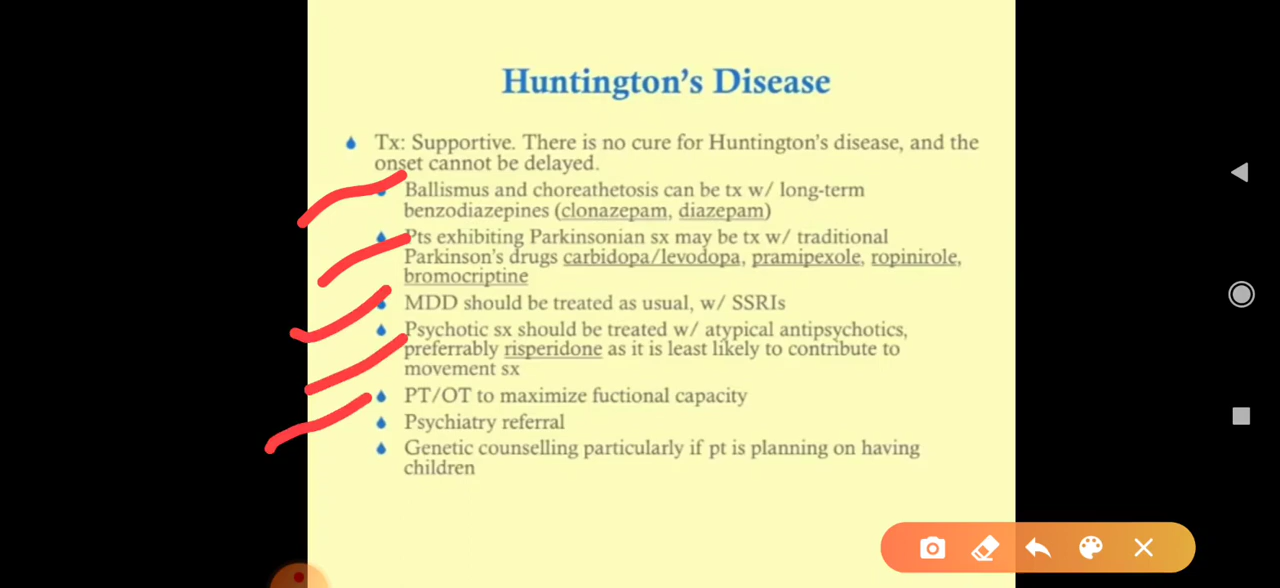 Huntington's Disease
Tx: Supportive. There is no cure for Huntington's disease, and the
onset cannot be delayed.
Ballismus and choreathetosis can be tx w/ long-term
benzodiazepines (clonazepam, diazepam)
Pts exhibiting Parkinsonian sx may be tx w/ traditional
Parkinson's drugs carbidopa/levodopa, pramipexole, ropinirole,
bromocriptine
MDD should be treated as usual, w/ SSRIs
Psychotic sx should be treated w/ atypical antipsychotics,
preferrably risperidone as it is least likely to contribute to
movement sx
PT/OT to maximize fuctional capacity
Psychiatry referral
Genetic counselling particularly if pt is planning on having
children